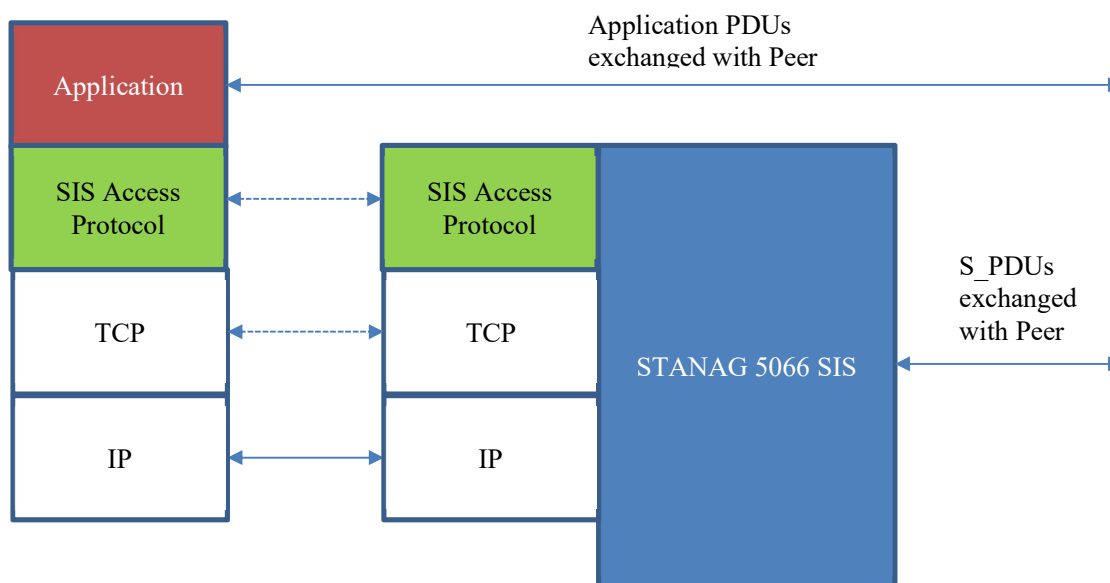 Application PDUs
exchanged with Peer
Application
SIS Access
Protocol
SIS Access
Protocol
S_PDUs
exchanged
with Peer
TCP
TCP
STANAG 5066 SIS
IP
IP